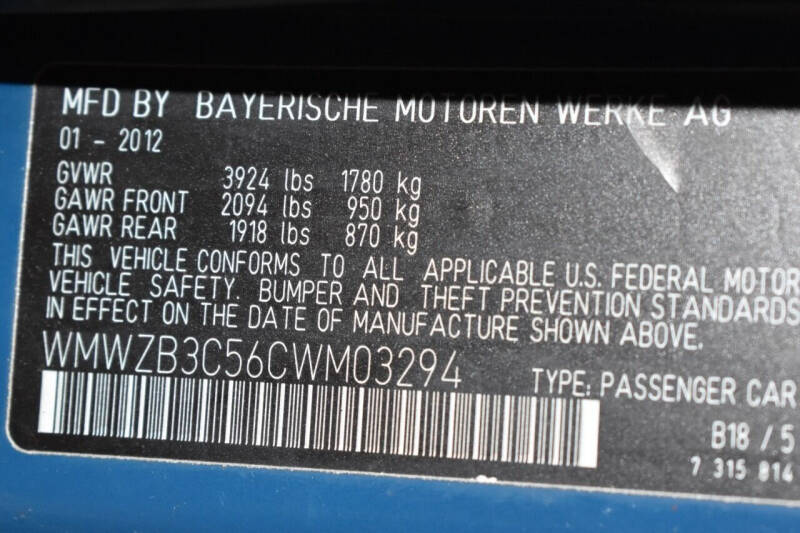 MFD BY BAYERISCHE MOTOREN WERKE AG
01 - 2012
GVWR 3924 lbs 1780 kg
GAWR FRONT 2094 lbs 950 kg
GAWR REAR 1918 lbs 870 kg
THIS VEHICLE CONFORMS TO ALL APPLICABLE U.S. FEDERAL MOTOR
VEHICLE SAFETY. BUMPER AND THEFT PREVENTION STANDARDS
IN EFFECT ON THE DATE OF MANUFACTURE SHOWN ABOVE.
WMWZB3C56CWM03294
TYPE: PASSENGER CAR
B18 / 5
7 315 814